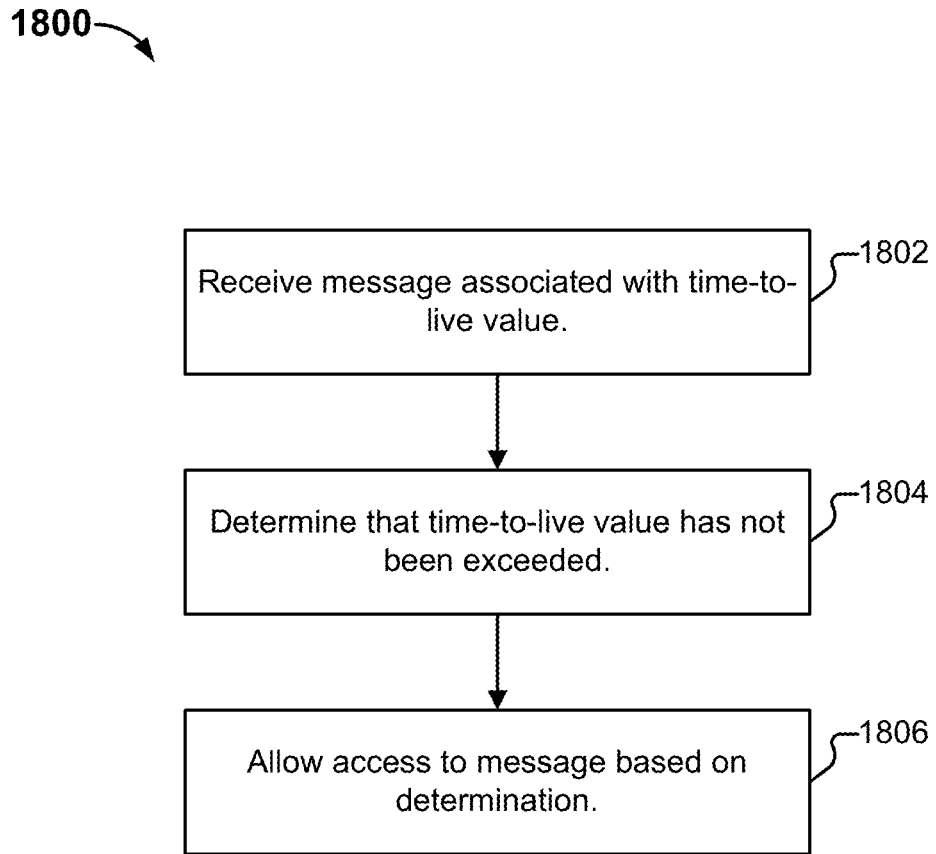 1800
Receive message associated with time-to-
live value.
1802
Determine that time-to-live value has not
been exceeded.
1804
Allow access to message based on
determination.
1806